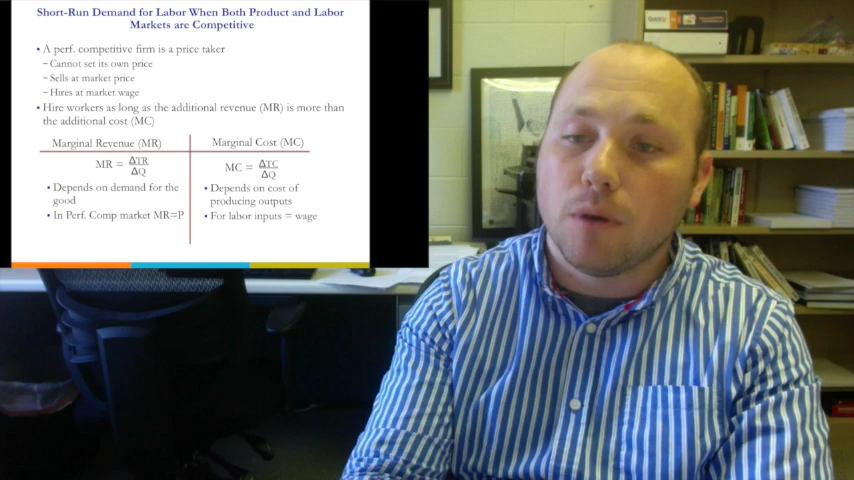 Short-Run Demand for Labor When Both Product and Labor
Markets are Competitive
• A perf. competitive firm is a price taker
– Cannot set its own price
– Sells at market price
– Hires at market wage
• Hire workers as long as the additional revenue (MR) is more than
the additional cost (MC)
Marginal Revenue (MR)
MR = ΔTR
ΔQ
• Depends on demand for the
good
• In Perf. Comp market MR=P
Marginal Cost (MC)
MC = ΔTC
ΔQ
• Depends on cost of
producing outputs
• For labor inputs = wage